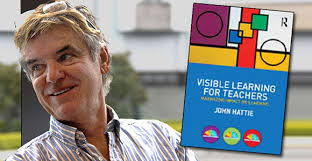 R
VISIBLE LEARNING
FOR TEACHERS
MAXIMIZING IMPACT ON LEARNING
JOHN HATTIE